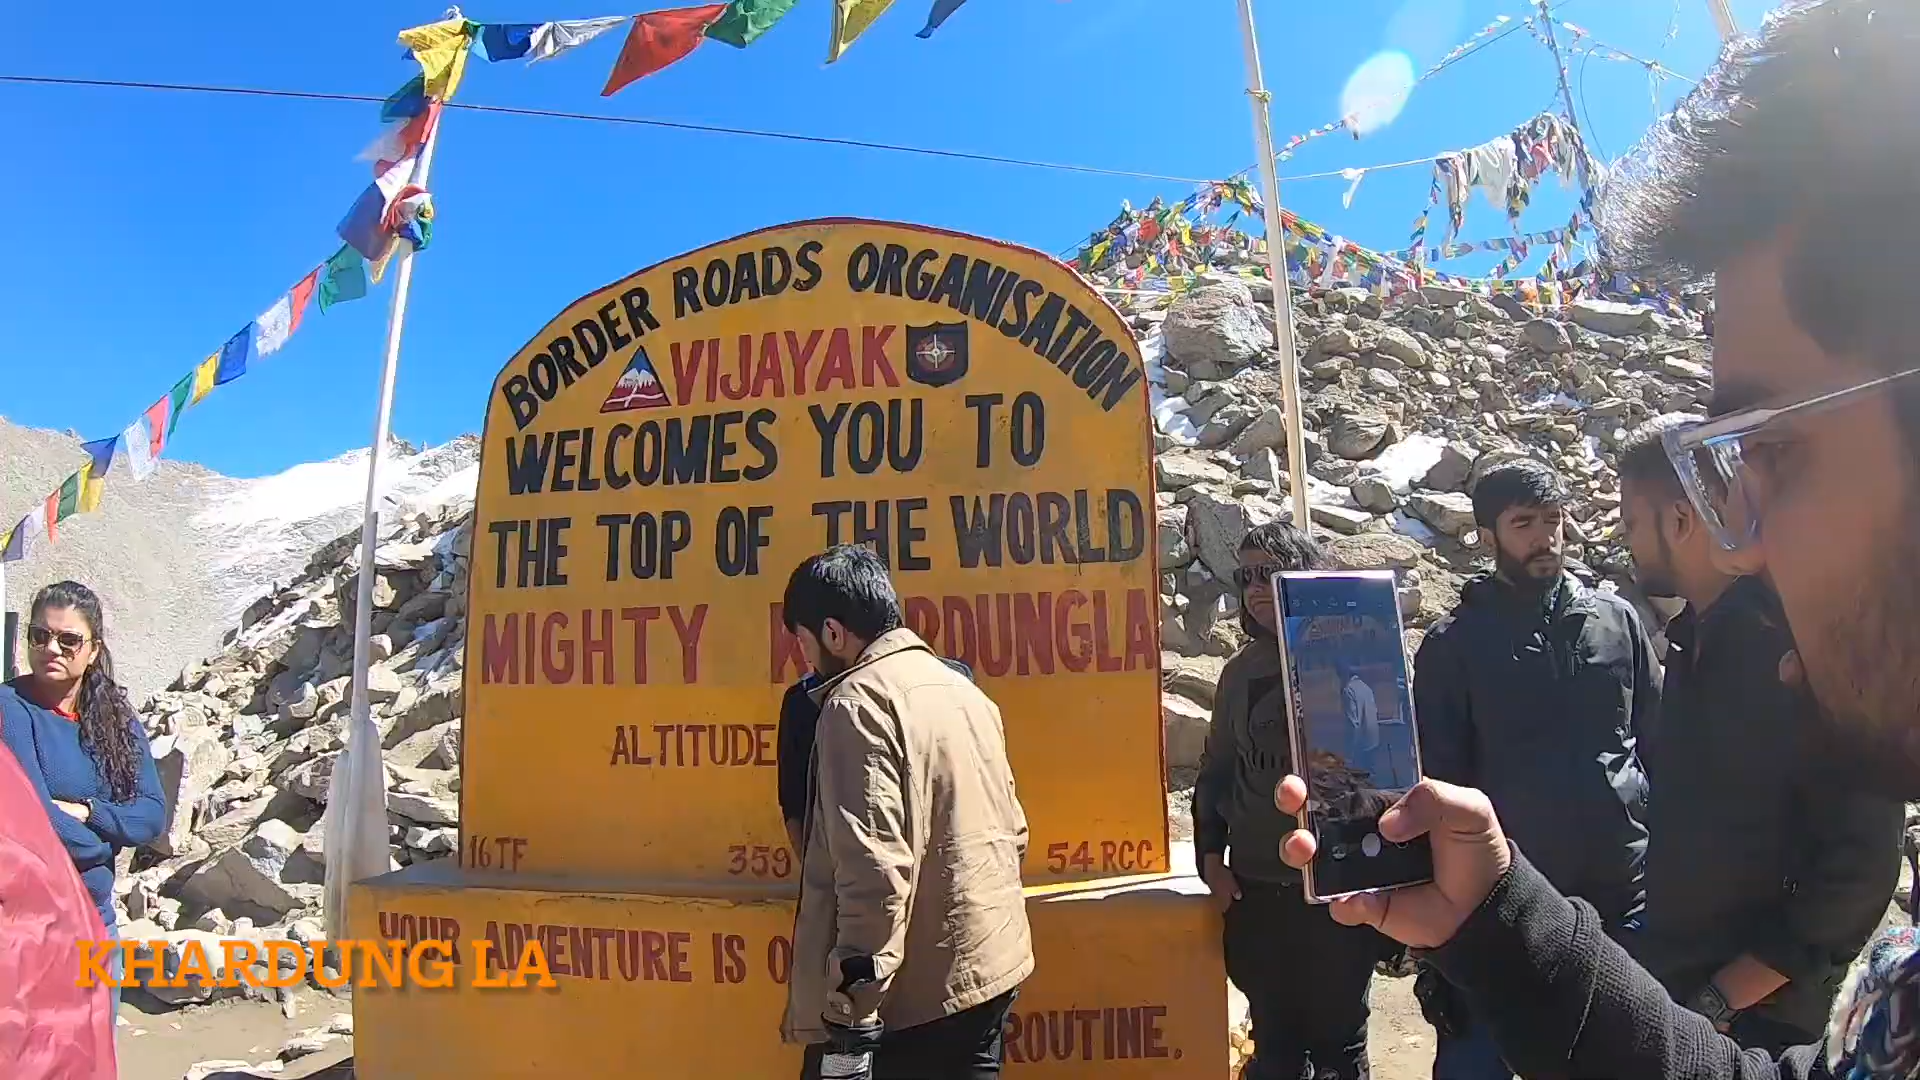 BORDER ROADS ORGANISATION
VIJAYAK
WELCOMES YOU TO
THE TOP OF THE WORLD
MIGHTY K RDUNGLA
ALTITUDE
16 TF 359 54 RCC
YOUR ADVENTURE IS O
ROUTINE.
KHARDUNG LA